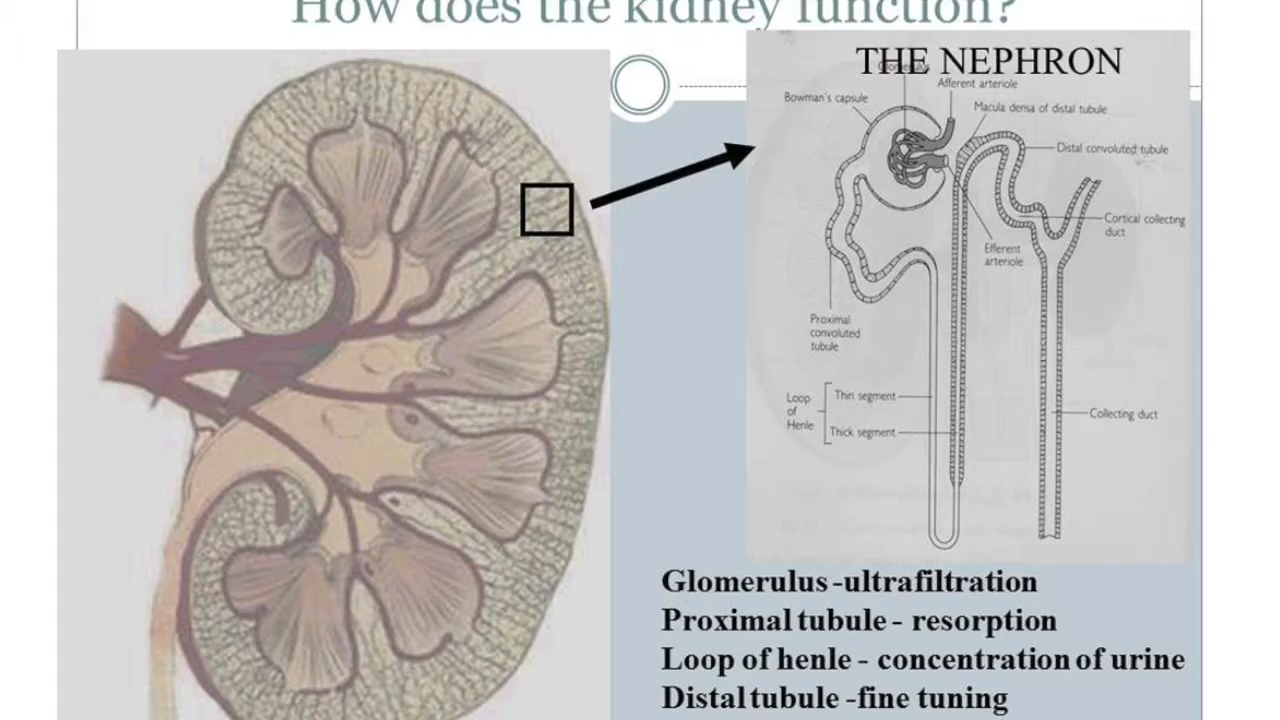 How does the kidney function?
THE NEPHRON
Glomerulus
Afferent arteriole
Bowman's capsule
Macula densa of distal tubule
Distal convoluted tubule
Cortical collecting
duct
Efferent
arteriole
Proximal
convoluted
tubule
Loop
of
Henle
Thin segment
Thick segment
Collecting duct
Glomerulus -ultrafiltration
Proximal tubule - resorption
Loop of henle - concentration of urine
Distal tubule -fine tuning